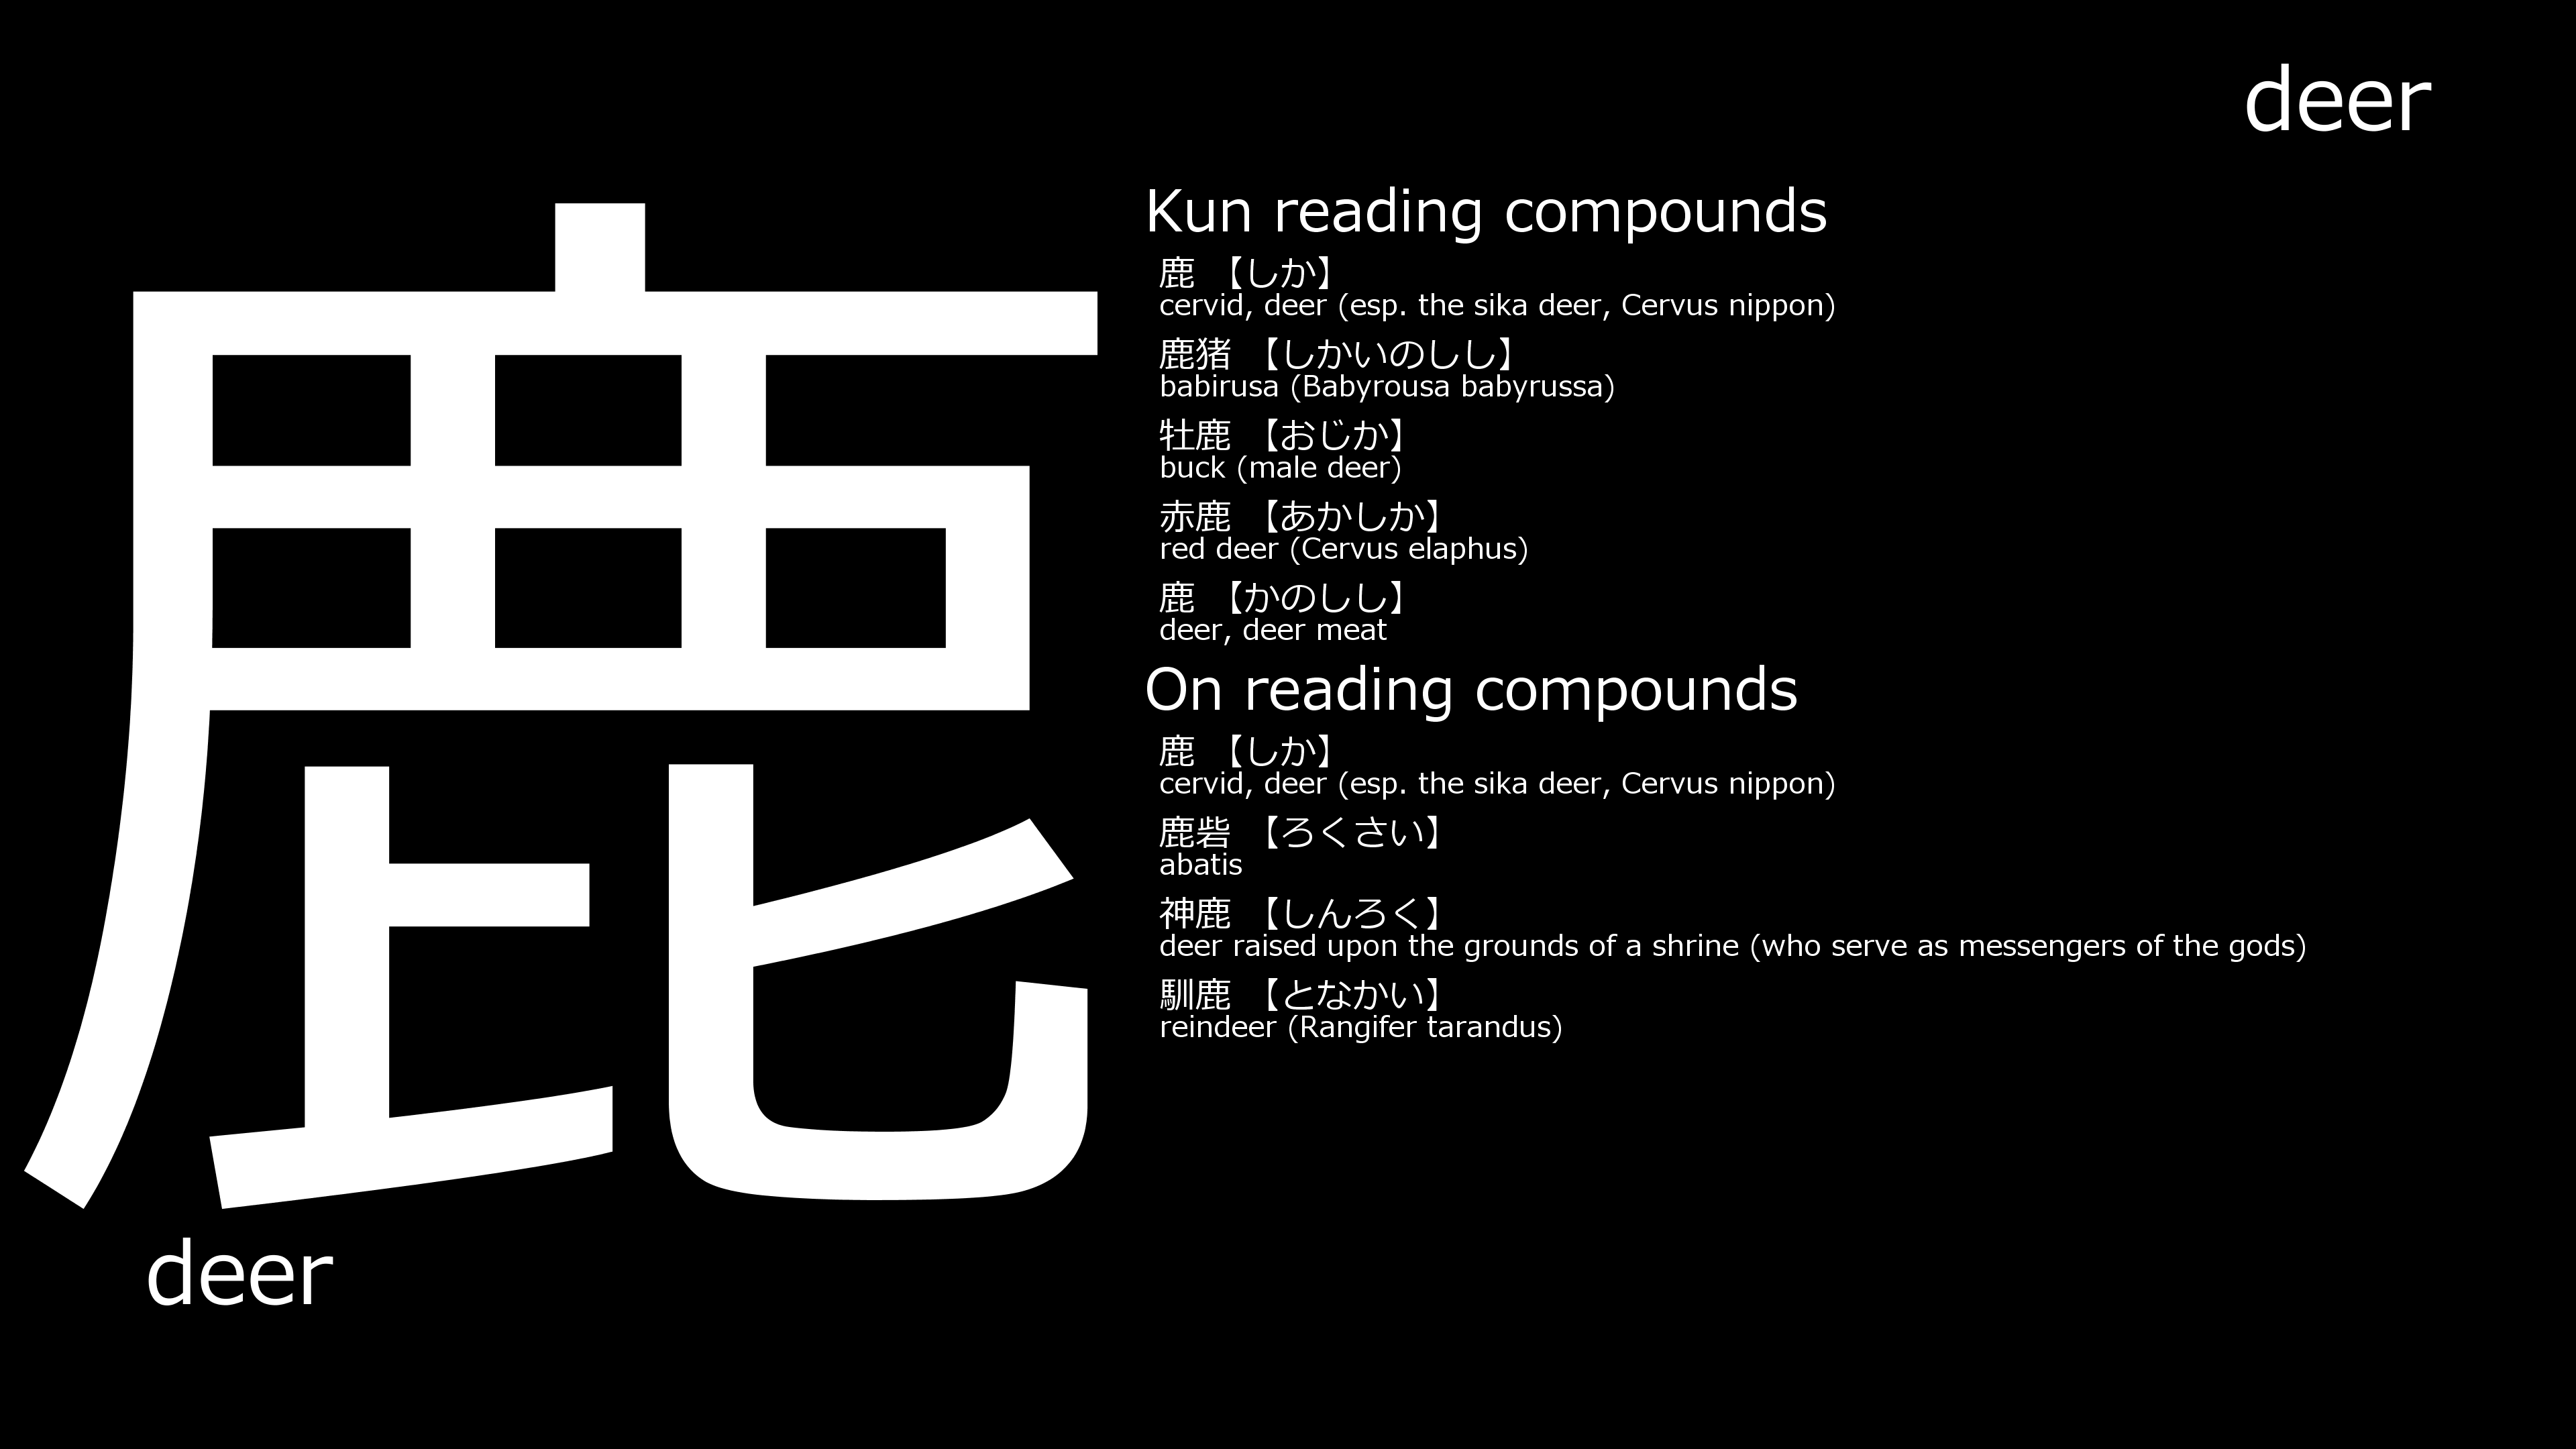 deer
鹿
Kun reading compounds
鹿 【しか】
cervid, deer (esp. the sika deer, Cervus nippon)
鹿猪 【しかいのしし】
babirusa (Babyrousa babyrussa)
牡鹿 【おじか】
buck (male deer)
赤鹿 【あかしか】
red deer (Cervus elaphus)
鹿 【かのしし】
deer, deer meat
On reading compounds
鹿 【しか】
cervid, deer (esp. the sika deer, Cervus nippon)
鹿砦 【ろくさい】
abatis
神鹿 【しんろく】
deer raised upon the grounds of a shrine (who serve as messengers of the gods)
馴鹿 【となかい】
reindeer (Rangifer tarandus)
deer